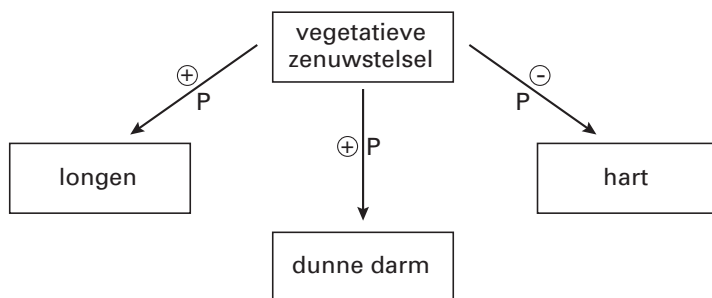 vegetatieve
zenuwstelsel
+
P
+ P
-
P
longen
hart
dunne darm